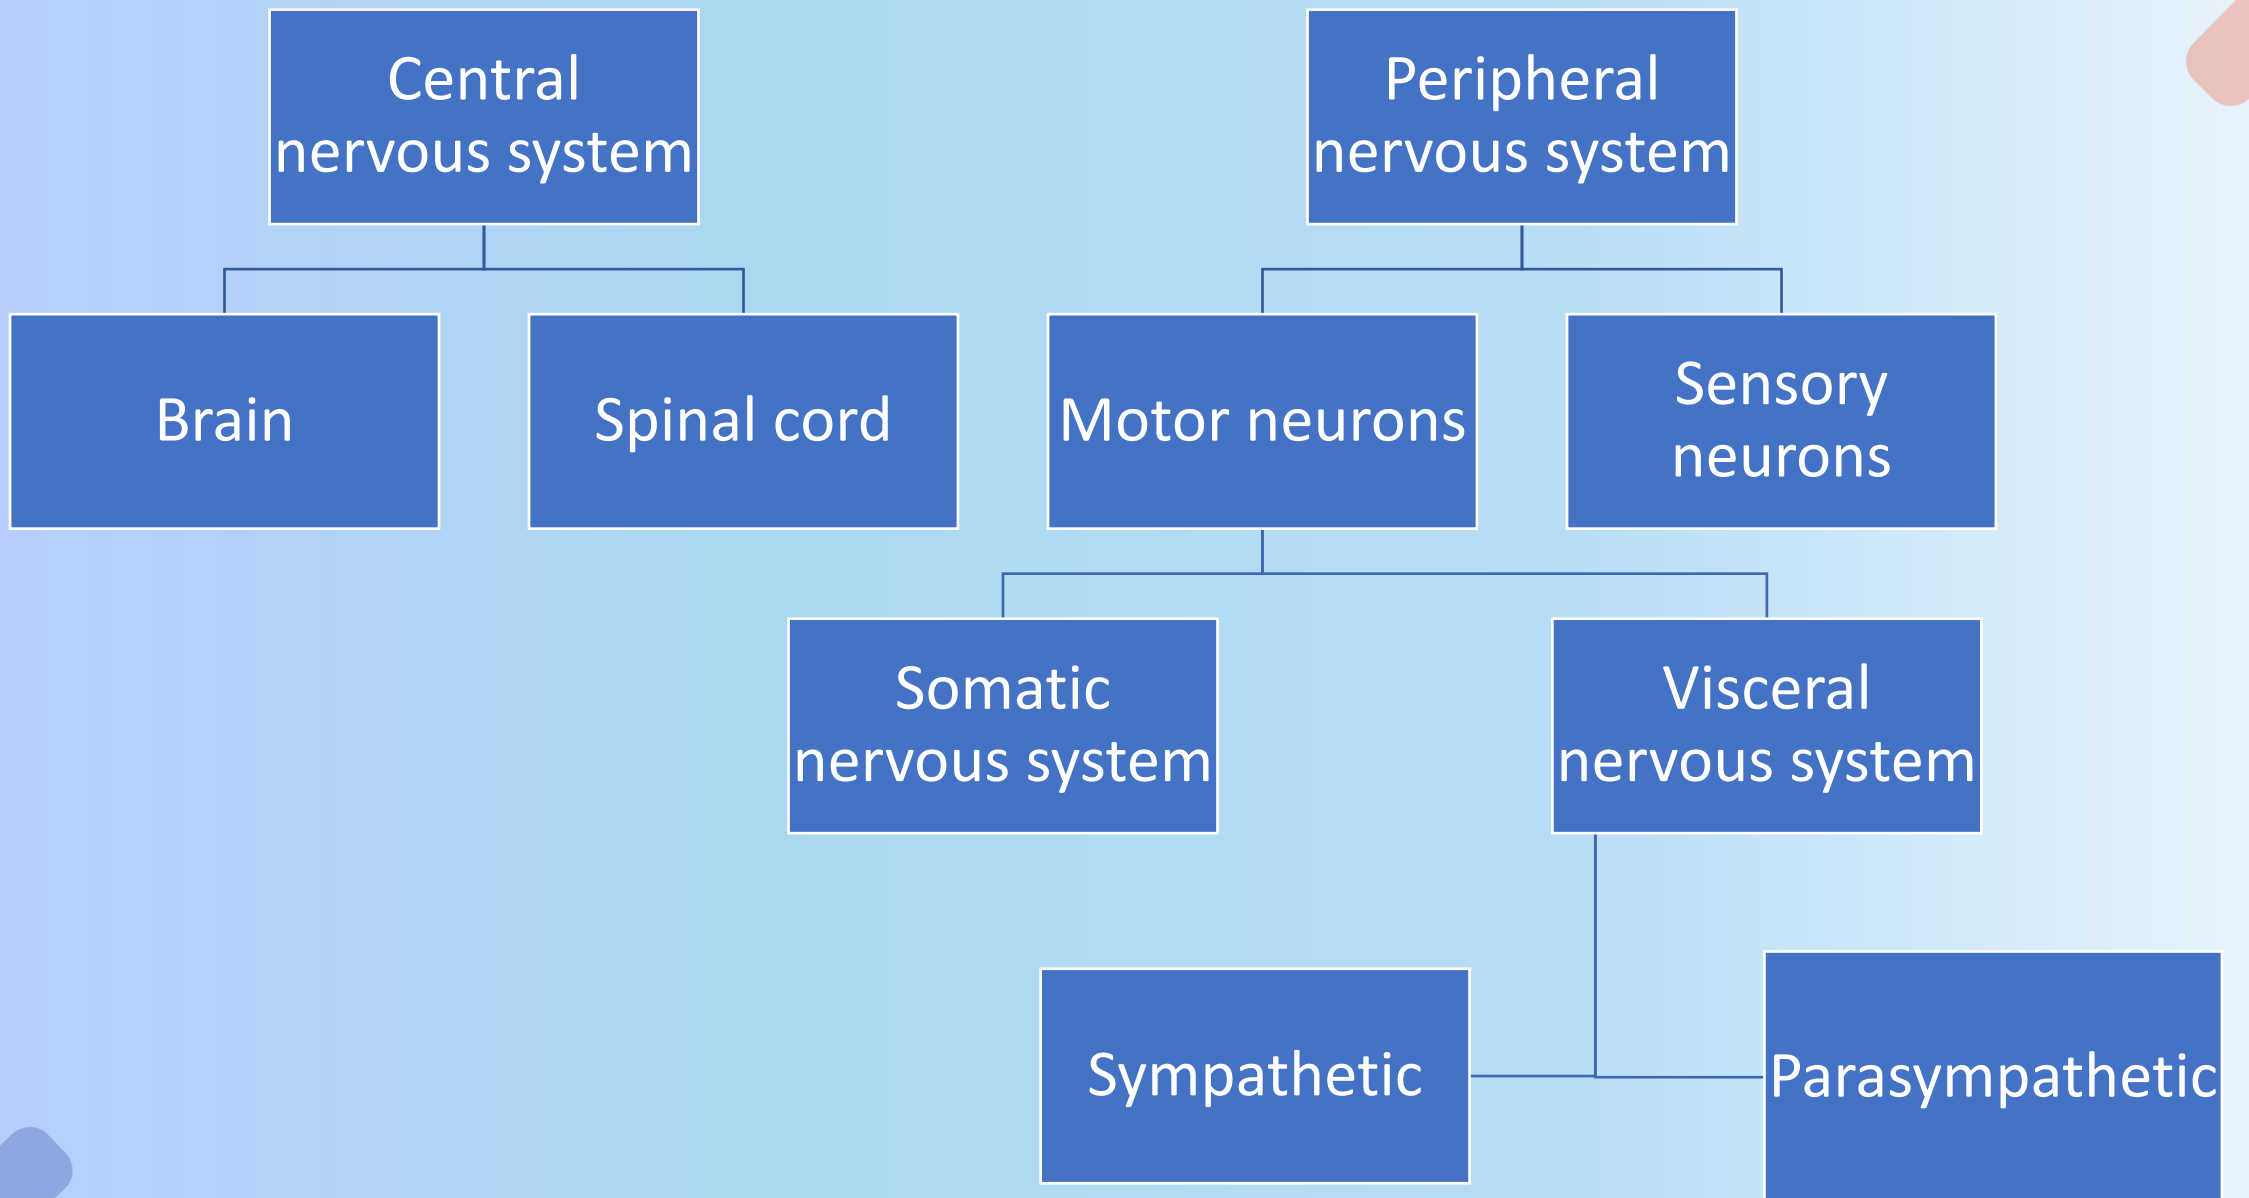 Central
nervous system
Peripheral
nervous system
Brain
Spinal cord
Motor neurons
Sensory
neurons
Somatic
nervous system
Visceral
nervous system
Sympathetic
Parasympathetic